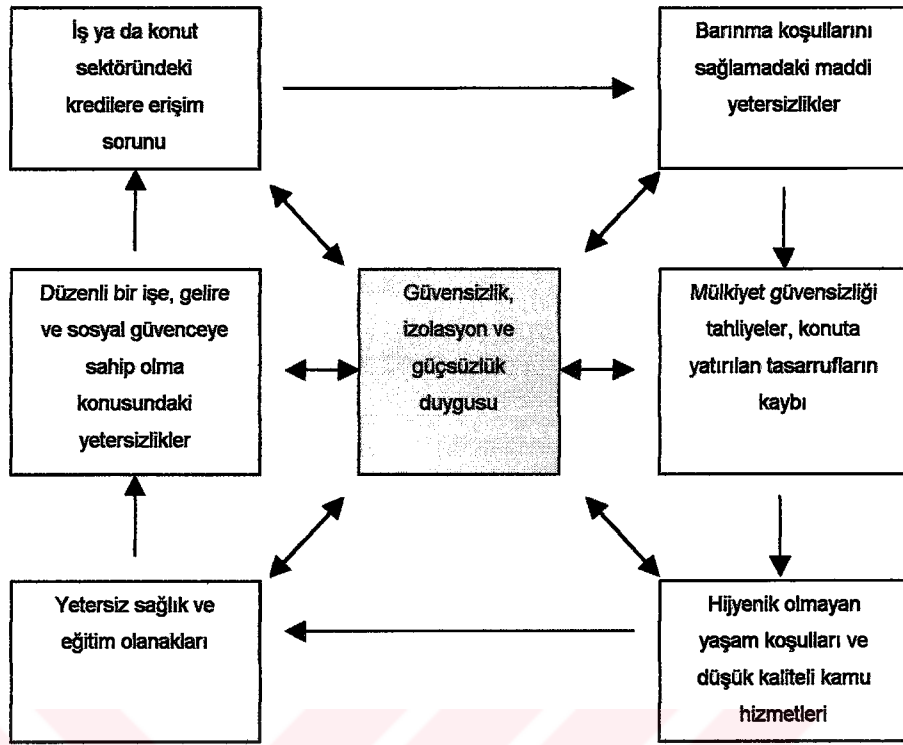 İş ya da konut
sektöründeki
kredilere erişim
sorunu
Barınma koşullarını
sağlamadaki maddi
yetersizlikler
Düzenli bir işe, gelire
ve sosyal güvenceye
sahip olma
konusundaki
yetersizlikler
Güvensizlik,
izolasyon ve
güçsüzlük
duygusu
Mülkiyet güvensizliği
tahliyeler, konuta
yatırılan tasarrufların
kaybı
Yetersiz sağlık ve
eğitim olanakları
Hijyenik olmayan
yaşam koşulları ve
düşük kaliteli kamu
hizmetleri